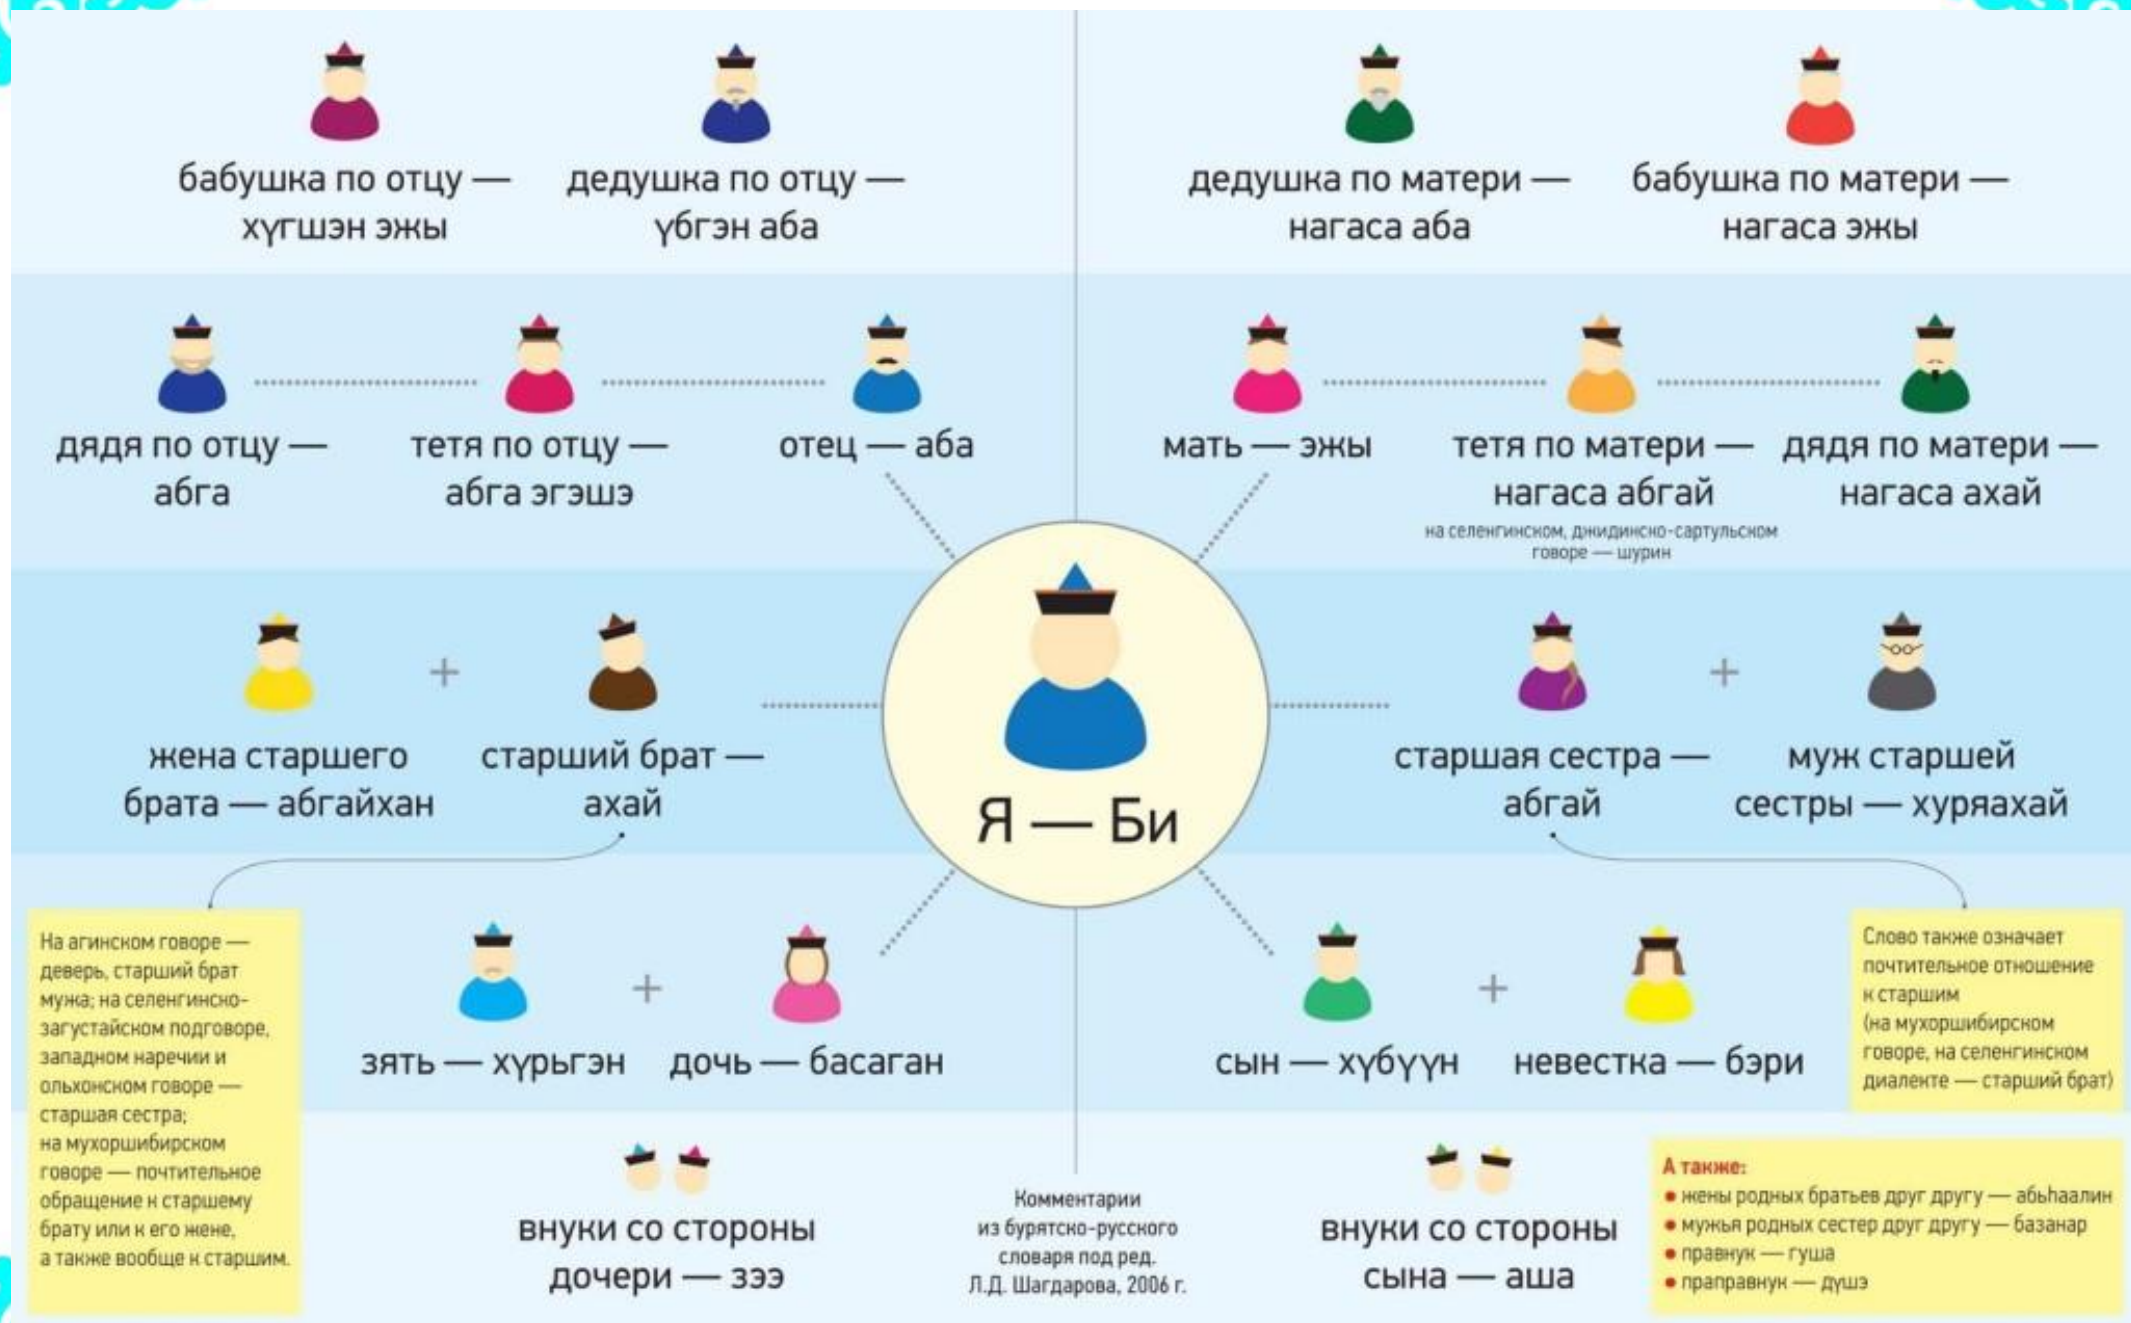 бабушка по отцу —
хүгшэн эжы
дедушка по отцу —
үбгэн аба
дедушка по матери —
нагаса аба
бабушка по матери —
нагаса эжы
дядя по отцу —
абга
тетя по отцу —
абга эгэшэ
отец — аба
мать — эжы
тетя по матери —
нагаса абгай
на селенгинском, джидинско-сартульском
говоре — шурин
дядя по матери —
нагаса ахай
жена старшего
брата — абгайхан
старший брат —
ахай
Я — Би
старшая сестра —
абгай
муж старшей
сестры — хуряахай
На агинском говоре —
деверь, старший брат
мужа; на селенгинско-
загустайском подговоре,
западном наречии и
ольхонском говоре —
старшая сестра;
на мухоршибирском
говоре — почтительное
обращение к старшему
брату или к его жене,
а также вообще к старшим.
зять — хүрьгэн
дочь — басаган
сын — хүбүүн
невестка — бэри
Слово также означает
почтительное отношение
к старшим
(на мухоршибирском
говоре, на селенгинском
диалекте — старший брат)
внуки со стороны
дочери — зээ
Комментарии
из бурятско-русского
словаря под ред.
Л.Д. Шагдарова, 2006 г.
внуки со стороны
сына — аша
А также:
• жены родных братьев друг другу — абьһаалин
• мужья родных сестер друг другу — базанар
• правнук — гуша
• праправнук — дүшэ